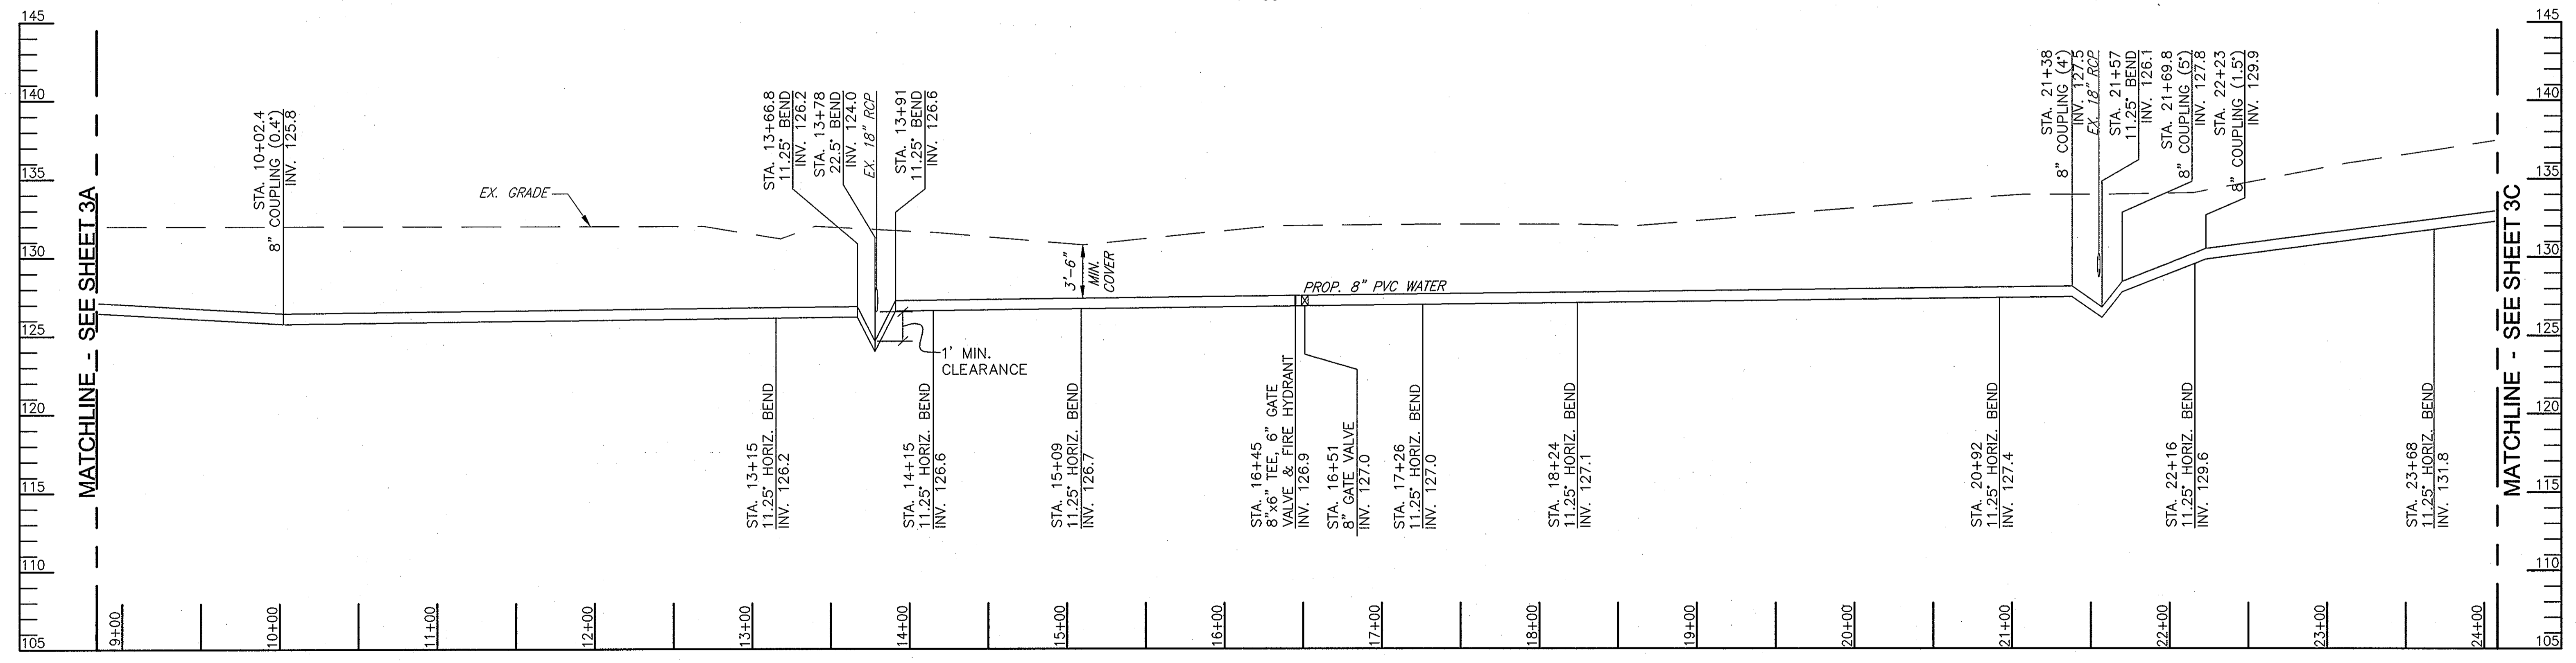 145
140
135
130
125
120
115
110
105
MATCHLINE - SEE SHEET 3A
STA. 10+02.4
8" COUPLING (0.4°)
INV. 125.8
EX. GRADE
STA. 13+66.8
11.25° BEND
INV. 126.2
STA. 13+78
22.5° BEND
INV. 124.0
EX. 18" RCP
STA. 13+91
11.25° BEND
INV. 126.6
3'-6"
MIN.
COVER
PROP. 8" PVC WATER
1' MIN.
CLEARANCE
STA. 21+38
8" COUPLING (4°)
INV. 127.5
EX. 18" RCP
STA. 21+57
11.25° BEND
INV. 126.1
STA. 21+69.8
8" COUPLING (5°)
INV. 127.8
STA. 22+23
8" COUPLING (1.5°)
INV. 129.9
STA. 13+15
11.25° HORIZ. BEND
INV. 126.2
STA. 14+15
11.25° HORIZ. BEND
INV. 126.6
STA. 15+09
11.25° HORIZ. BEND
INV. 126.7
STA. 16+45
8"x6" TEE, 6" GATE
VALVE & FIRE HYDRANT
INV. 126.9
STA. 16+51
8" GATE VALVE
INV. 127.0
STA. 17+26
11.25° HORIZ. BEND
INV. 127.0
STA. 18+24
11.25° HORIZ. BEND
INV. 127.1
STA. 20+92
11.25° HORIZ. BEND
INV. 127.4
STA. 22+16
11.25° HORIZ. BEND
INV. 129.6
STA. 23+68
11.25° HORIZ. BEND
INV. 131.8
MATCHLINE - SEE SHEET 3C
145
140
135
130
125
120
115
110
105
9+00
10+00
11+00
12+00
13+00
14+00
15+00
16+00
17+00
18+00
19+00
20+00
21+00
22+00
23+00
24+00